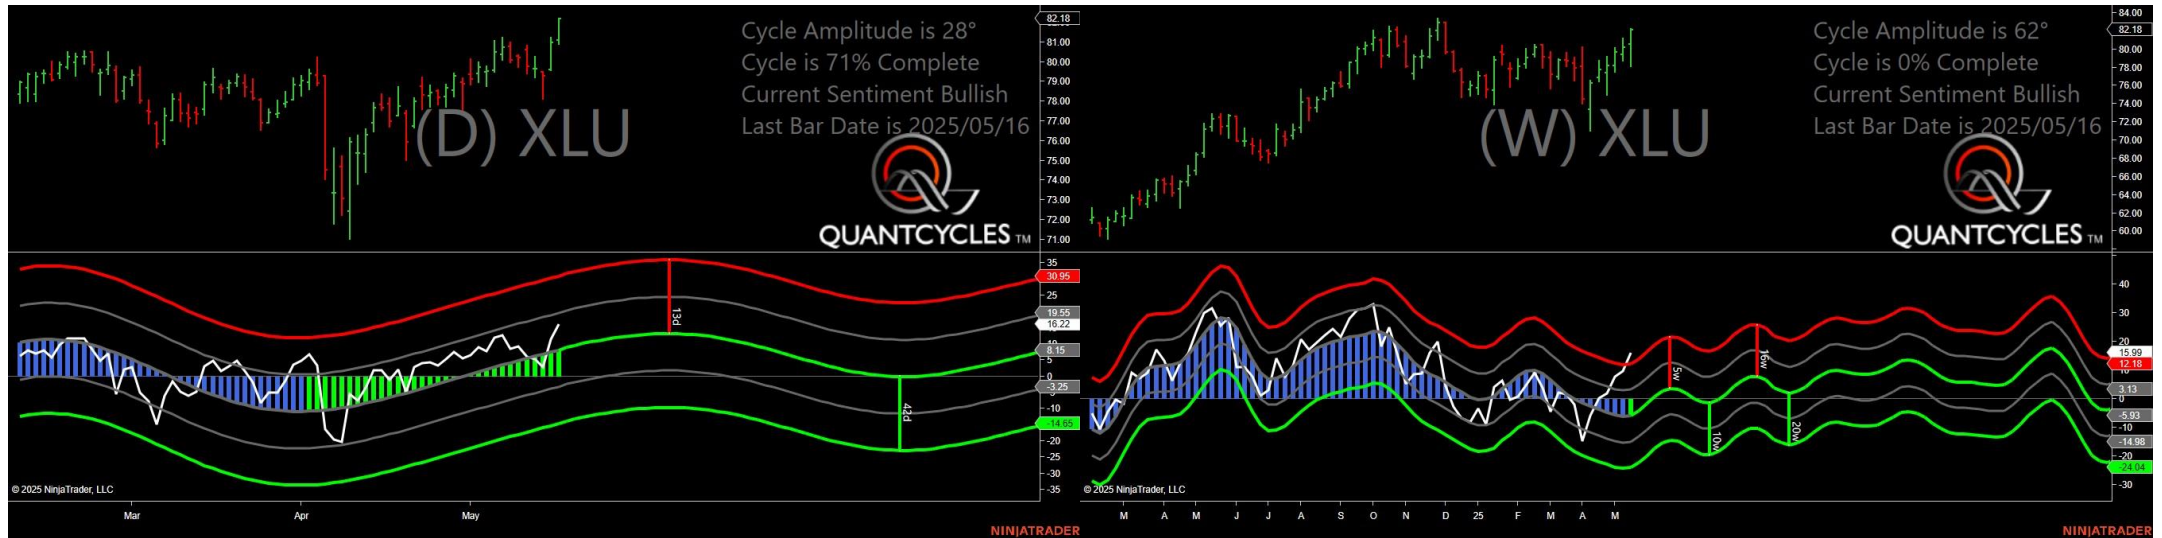 82.18
Cycle Amplitude is 28°
Cycle is 71% Complete
Current Sentiment Bullish
Last Bar Date is 2025/05/16
(D) XLU
QUANTCYCLES TM
81.00
80.00
79.00
78.00
77.00
76.00
75.00
74.00
73.00
72.00
71.00
35
30.95
25
19.55
16.22
8.15
5
0
-3.25
-5
-10
-14.65
-20
-25
-30
-35
13d
42d
© 2025 NinjaTrader, LLC
Mar
Apr
May
NINJATRADER
84.00
82.18
Cycle Amplitude is 62°
Cycle is 0% Complete
Current Sentiment Bullish
Last Bar Date is 2025/05/16
(W) XLU
QUANTCYCLES TM
80.00
78.00
76.00
74.00
72.00
70.00
68.00
66.00
64.00
62.00
60.00
40
30
20
15.99
12.18
3.13
0
-5.93
-10
-14.98
-20
-24.04
-30
5w
16w
10w
20w
© 2025 NinjaTrader, LLC
M
A
M
J
J
A
S
O
N
D
25
F
M
A
M
NINJATRADER